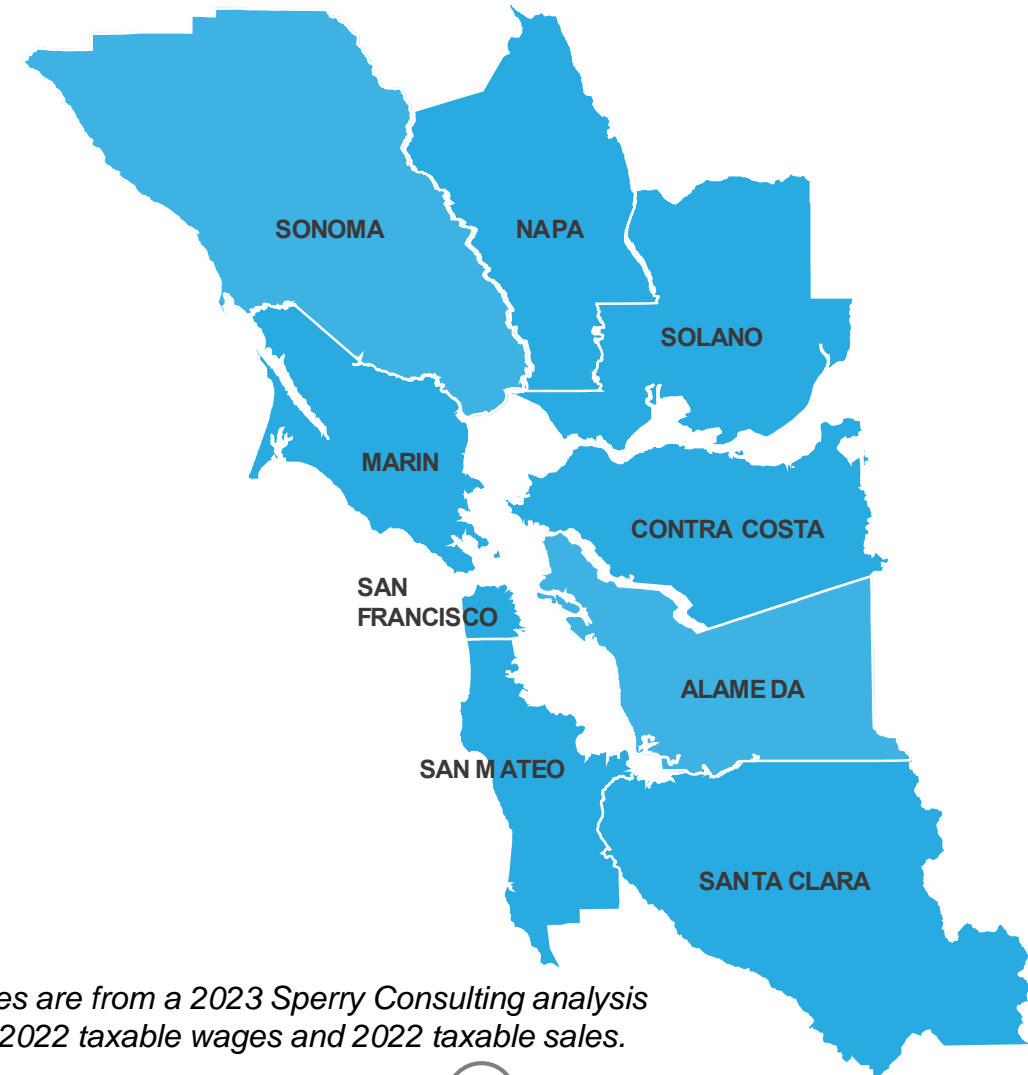 SONOMA
NAPA
SOLANO
MARIN
CONTRA COSTA
SAN
FRANCISCO
ALAMEDA
SAN MATEO
SANTA CLARA
are from a 2023 Sperry Consulting analysis
2022 taxable wages and 2022 taxable sales.